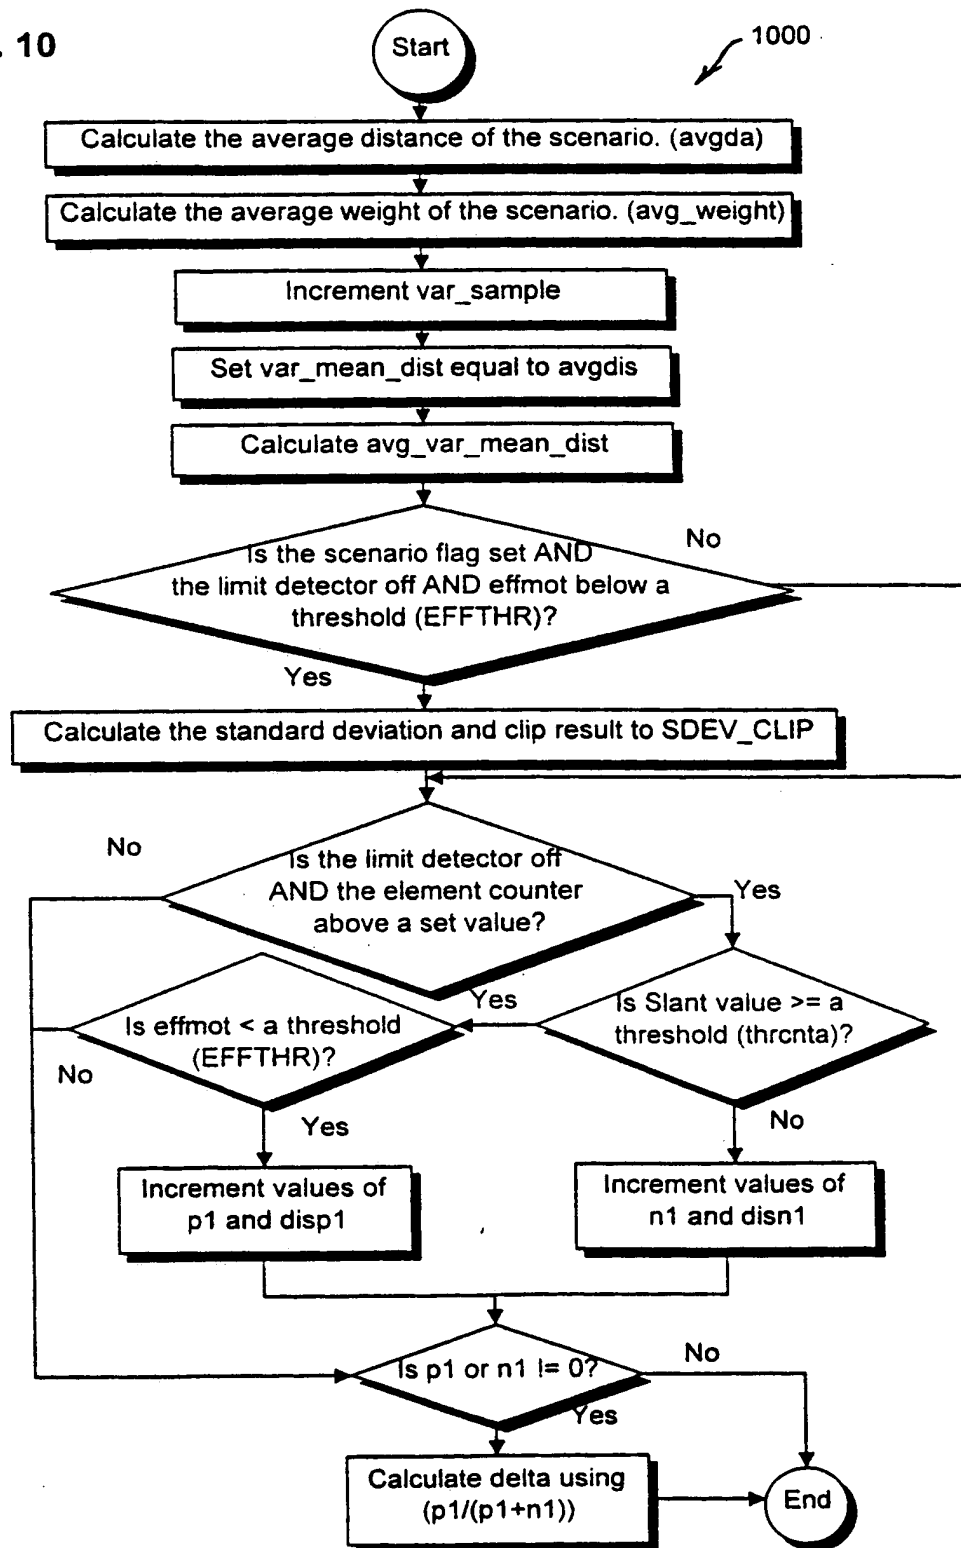 . 10
Start
1000
Calculate the average distance of the scenario. (avgda)
Calculate the average weight of the scenario. (avg_weight)
Increment var_sample
Set var_mean_dist equal to avgdis
Calculate avg_var_mean_dist
Is the scenario flag set AND
the limit detector off AND effmot below a
threshold (EFFTHR)?
No
Yes
Calculate the standard deviation and clip result to SDEV_CLIP
No
Is the limit detector off
AND the element counter
above a set value?
Yes
Is effmot < a threshold
(EFFTHR)?
Yes
Is Slant value >= a
threshold (thrcnta)?
No
Yes
No
Increment values of
p1 and disp1
Increment values of
n1 and disn1
Is p1 or n1 != 0?
No
Yes
Calculate delta using
(p1/(p1+n1))
End